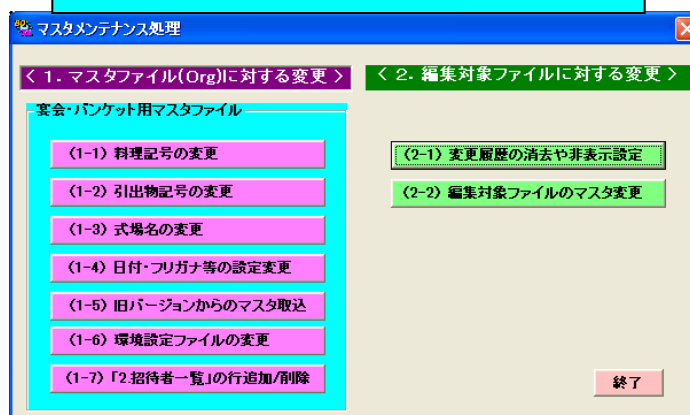 マスタメンテナンス処理
< 1. マスタファイル(Org)に対する変更 >
< 2. 編集対象ファイルに対する変更 >
宴会・バンケット用マスタファイル
(1-1) 料理記号の変更
(1-2) 引出物記号の変更
(1-3) 式場名の変更
(1-4) 日付・フリガナ等の設定変更
(1-5) 旧バージョンからのマスタ取込
(1-6) 環境設定ファイルの変更
(1-7) 「2.招待者一覧」の行追加/削除
(2-1) 変更履歴の消去や非表示設定
(2-2) 編集対象ファイルのマスタ変更
終了